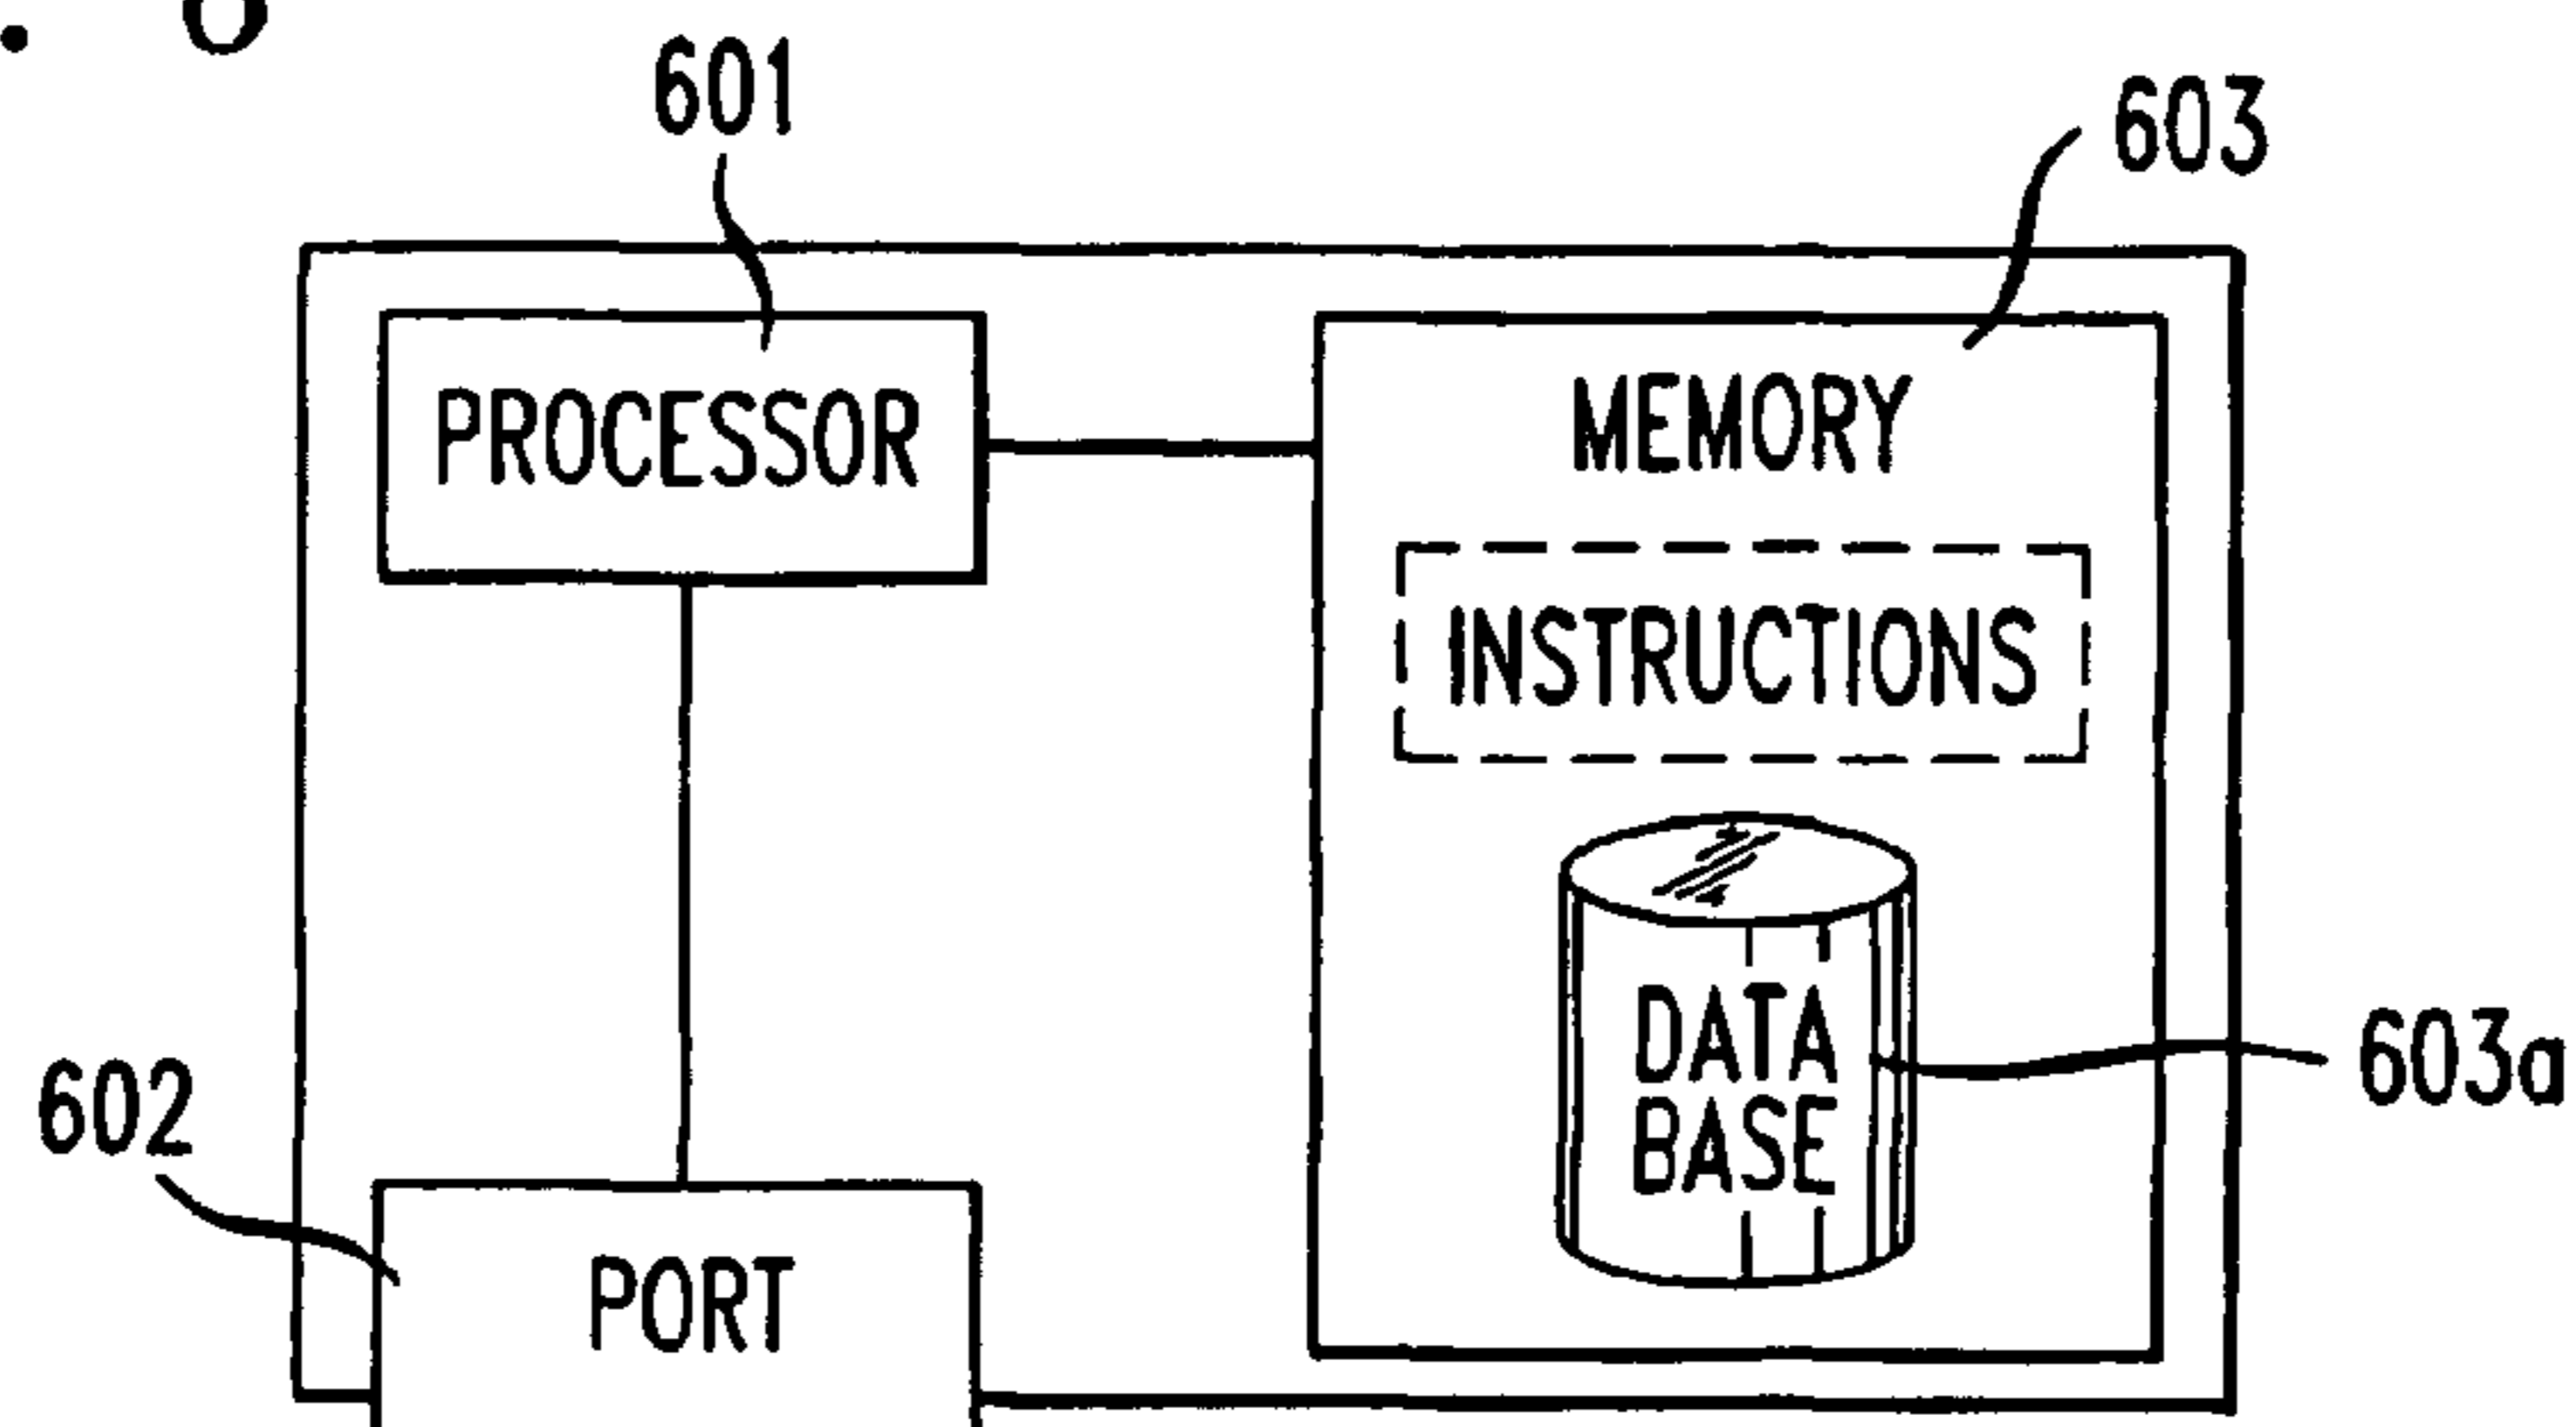 601
603
PROCESSOR
MEMORY
INSTRUCTIONS
DATA
BASE
603a
602
PORT